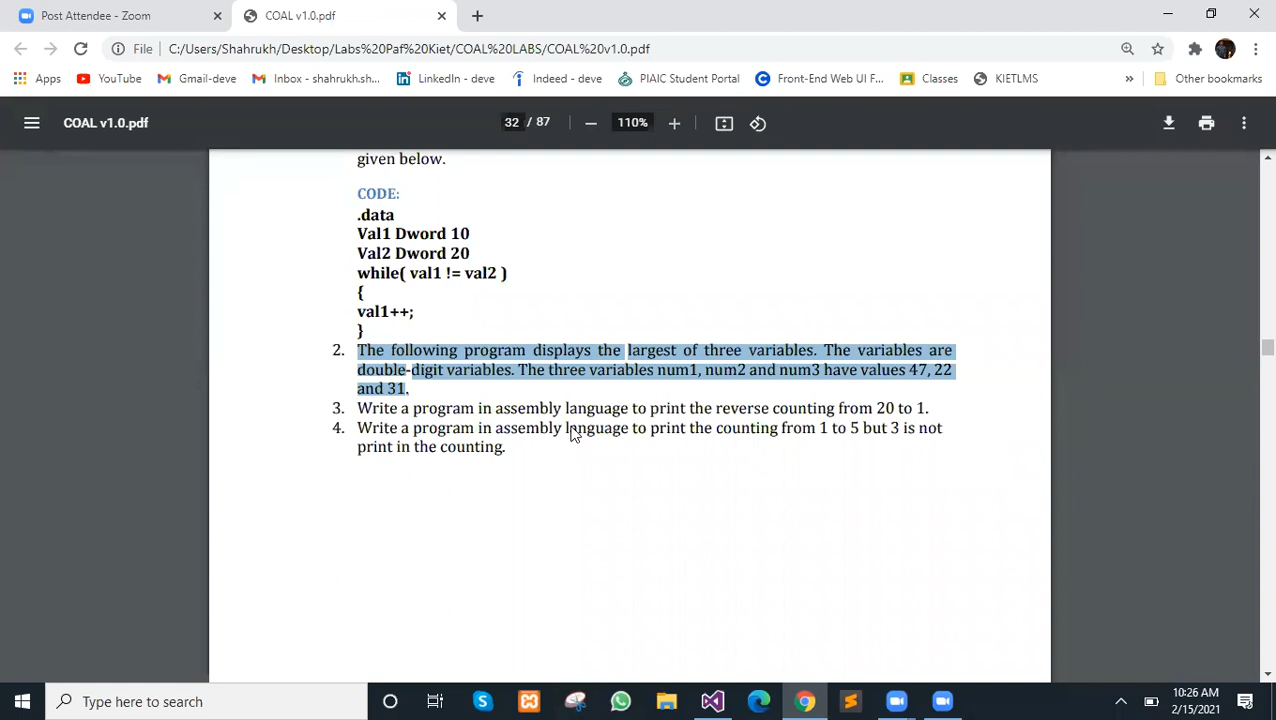 Post Attendee - Zoom
COAL v1.0.pdf
File C:/Users/Shahrukh/Desktop/Labs%20Paf%20Kiet/COAL%20LABS/COAL%20v1.0.pdf
Apps YouTube Gmail-deve Inbox - shahrukh.sh... LinkedIn - deve Indeed - deve PIAIC Student Portal Front-End Web UI F... Classes KIETLMS » Other bookmarks
COAL v1.0.pdf 32 / 87 110%
given below.
CODE:
.data
Val1 Dword 10
Val2 Dword 20
while( val1 != val2 )
{
val1++;
}
2. The following program displays the largest of three variables. The variables are
double-digit variables. The three variables num1, num2 and num3 have values 47, 22
and 31.
3. Write a program in assembly language to print the reverse counting from 20 to 1.
4. Write a program in assembly language to print the counting from 1 to 5 but 3 is not
print in the counting.
Type here to search
10:26 AM
2/15/2021